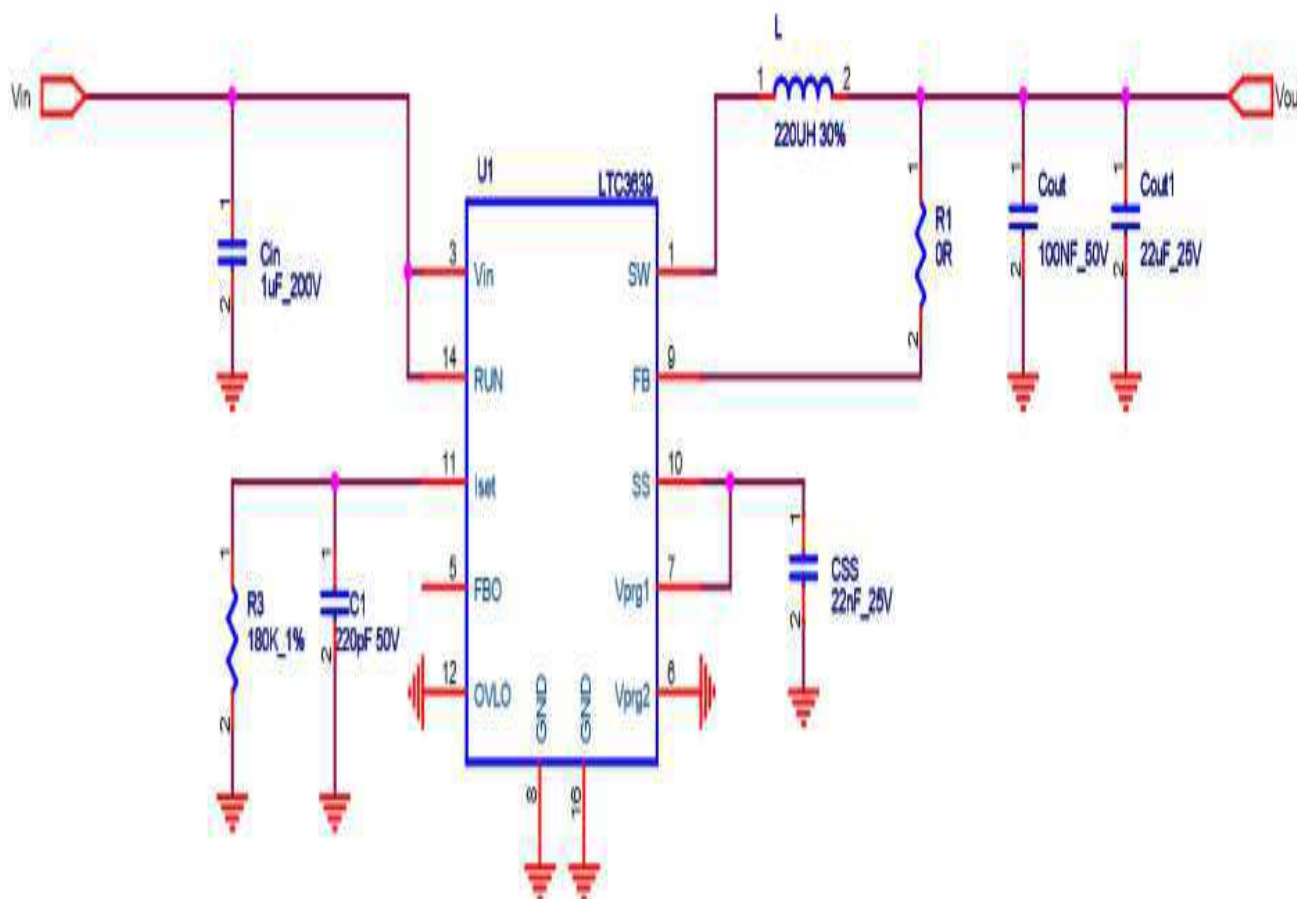 L
Vin
1
2
Vou
220UH 30%
U1
LTC3639
1
Cin
1uF_200V
2
3
Vin
SW
1
1
R1
0R
2
1
Cout
100NF_50V
2
1
Cout1
22uF_25V
2
14
RUN
FB
9
11
Iset
SS
10
1
R3
180K_1%
2
1
C1
220pF 50V
2
5
FBO
Vprg1
7
1
CSS
22nF_25V
2
12
OVLO
GND
GND
Vprg2
6
8
16